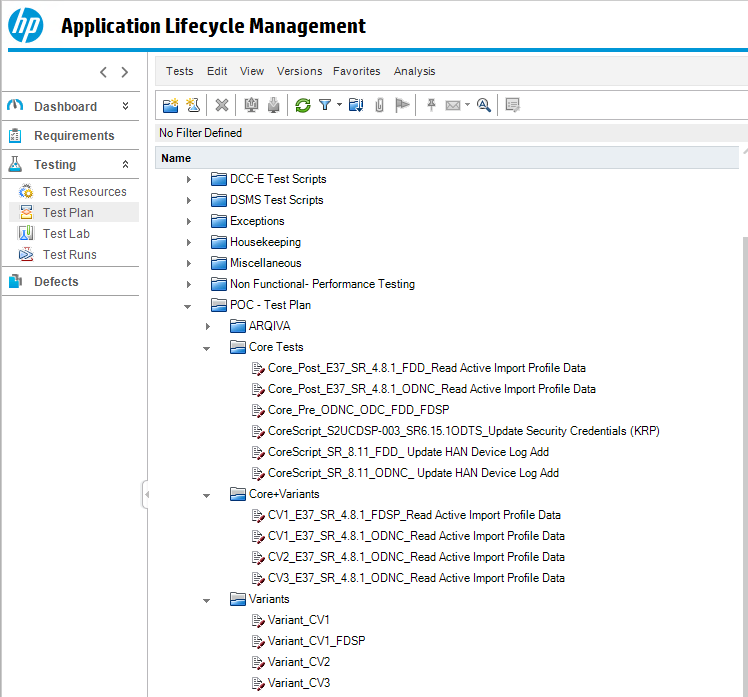 hp Application Lifecycle Management
Tests Edit View Versions Favorites Analysis
Dashboard
Requirements
Testing
Test Resources
Test Plan
Test Lab
Test Runs
Defects
No Filter Defined
Name
DCC-E Test Scripts
DSMS Test Scripts
Exceptions
Housekeeping
Miscellaneous
Non Functional- Performance Testing
POC - Test Plan
ARQIVA
Core Tests
Core_Post_E37_SR_4.8.1_FDD_Read Active Import Profile Data
Core_Post_E37_SR_4.8.1_ODNC_Read Active Import Profile Data
Core_Pre_ODNC_ODC_FDD_FDSP
CoreScript_S2UCDSP-003_SR6.15.1ODTS_Update Security Credentials (KRP)
CoreScript_SR_8.11_FDD_ Update HAN Device Log Add
CoreScript_SR_8.11_ODNC_ Update HAN Device Log Add
Core+Variants
CV1_E37_SR_4.8.1_FDSP_Read Active Import Profile Data
CV1_E37_SR_4.8.1_ODNC_Read Active Import Profile Data
CV2_E37_SR_4.8.1_ODNC_Read Active Import Profile Data
CV3_E37_SR_4.8.1_ODNC_Read Active Import Profile Data
Variants
Variant_CV1
Variant_CV1_FDSP
Variant_CV2
Variant_CV3